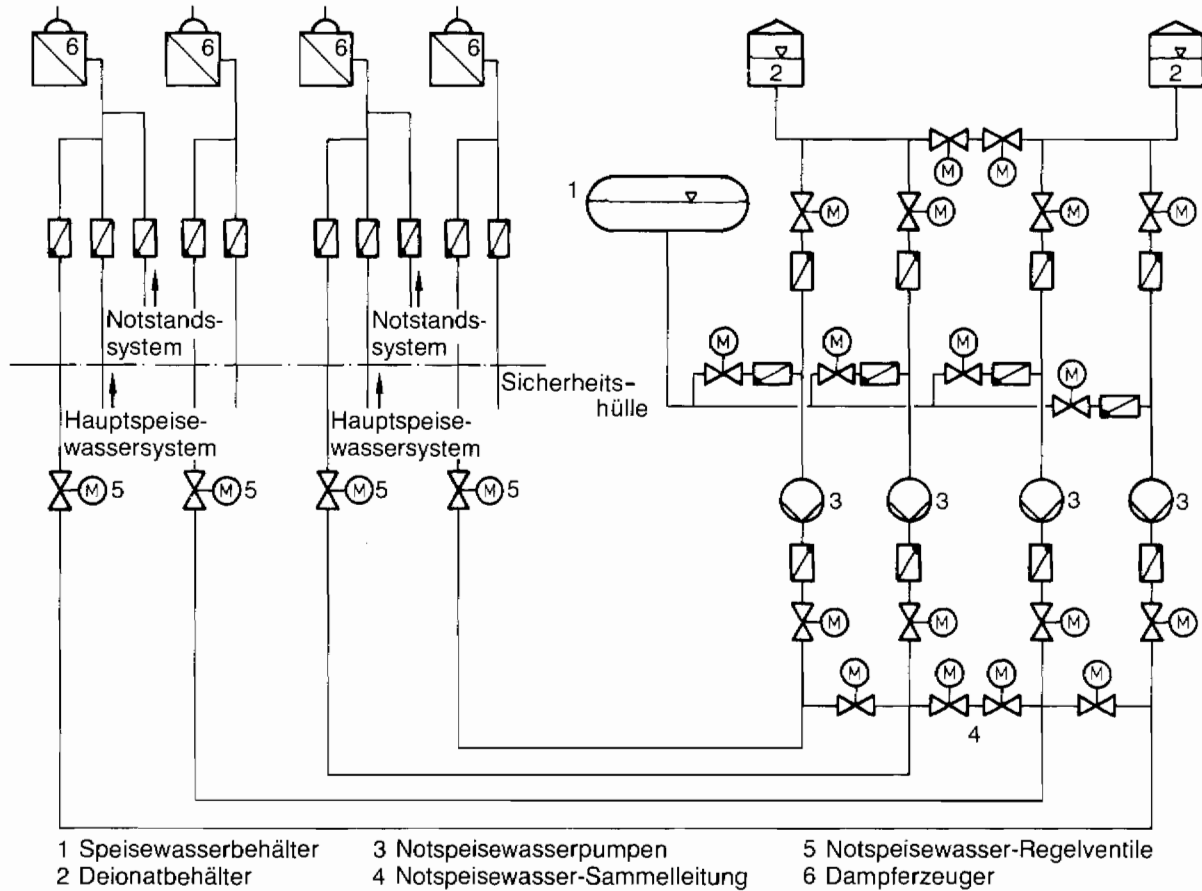 6 6 6 6 2 2
1
M M
M M M M
Notstands-
system
Notstands-
system
M M M M
Sicherheits-
hülle
Hauptspeise-
wassersystem
Hauptspeise-
wassersystem
M 5 M 5 M 5 M 5
3 3 3 3
M M M M
M M M M
4
1 Speisewasserbehälter
2 Deionatbehälter
3 Notspeisewasserpumpen
4 Notspeisewasser-Sammelleitung
5 Notspeisewasser-Regelventile
6 Dampferzeuger